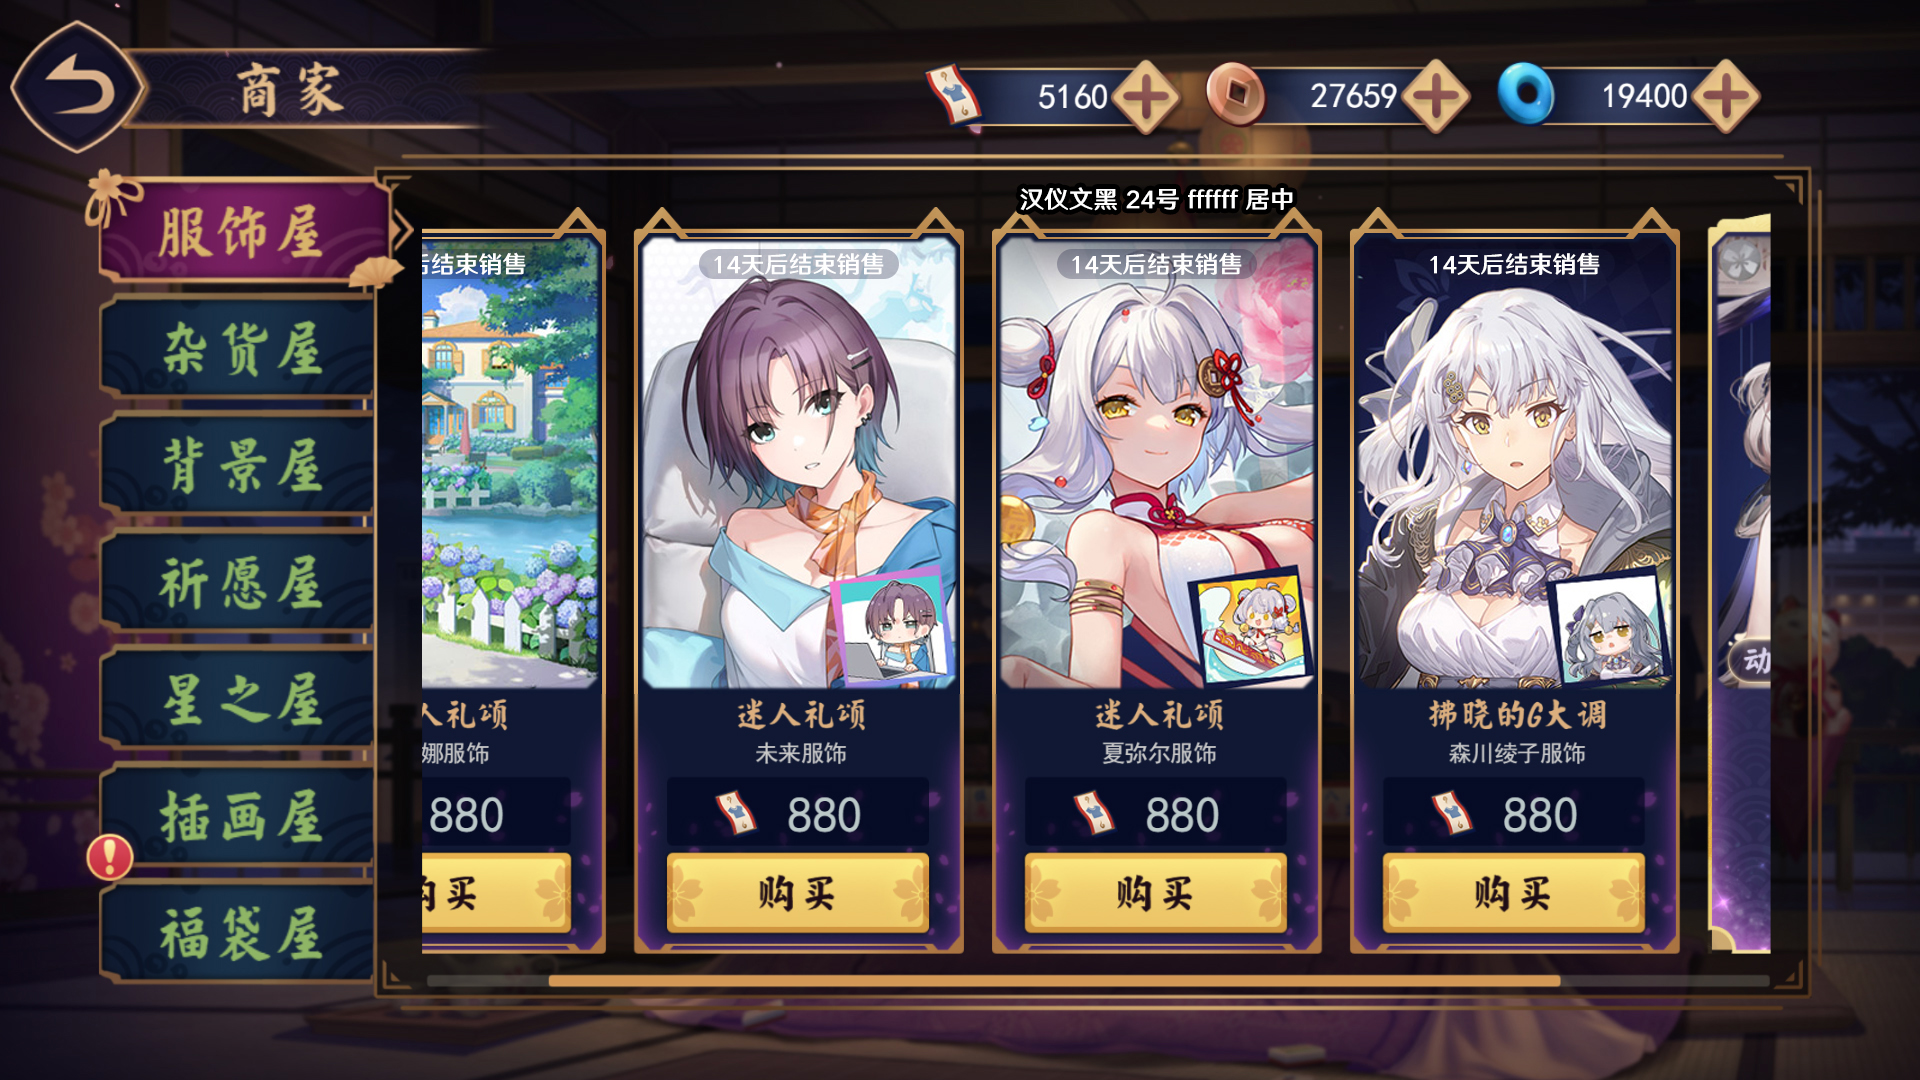 商家
5160
27659
19400
服饰屋
杂货屋
背景屋
祈愿屋
星之屋
插画屋
福袋屋
汉仪文黑 24号 ffffff 居中
后结束销售
人礼颂
娜服饰
880
购买
14天后结束销售
迷人礼颂
未来服饰
880
购买
14天后结束销售
迷人礼颂
夏弥尔服饰
880
购买
14天后结束销售
拂晓的G大调
森川绫子服饰
880
购买
动